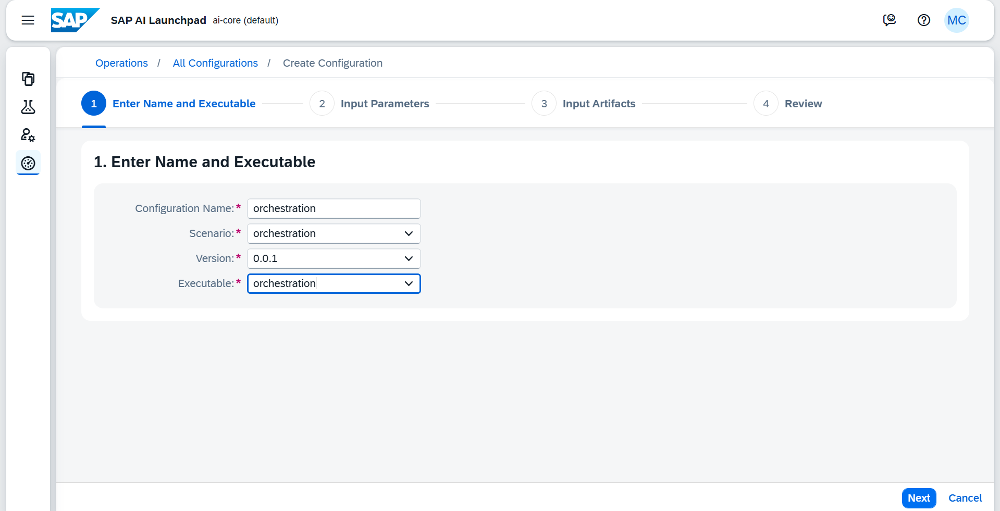 SAP SAP AI Launchpad ai-core (default) MC
Operations / All Configurations / Create Configuration
1 Enter Name and Executable 2 Input Parameters 3 Input Artifacts 4 Review
1. Enter Name and Executable
Configuration Name:* orchestration
Scenario:* orchestration
Version:* 0.0.1
Executable:* orchestration
Next Cancel